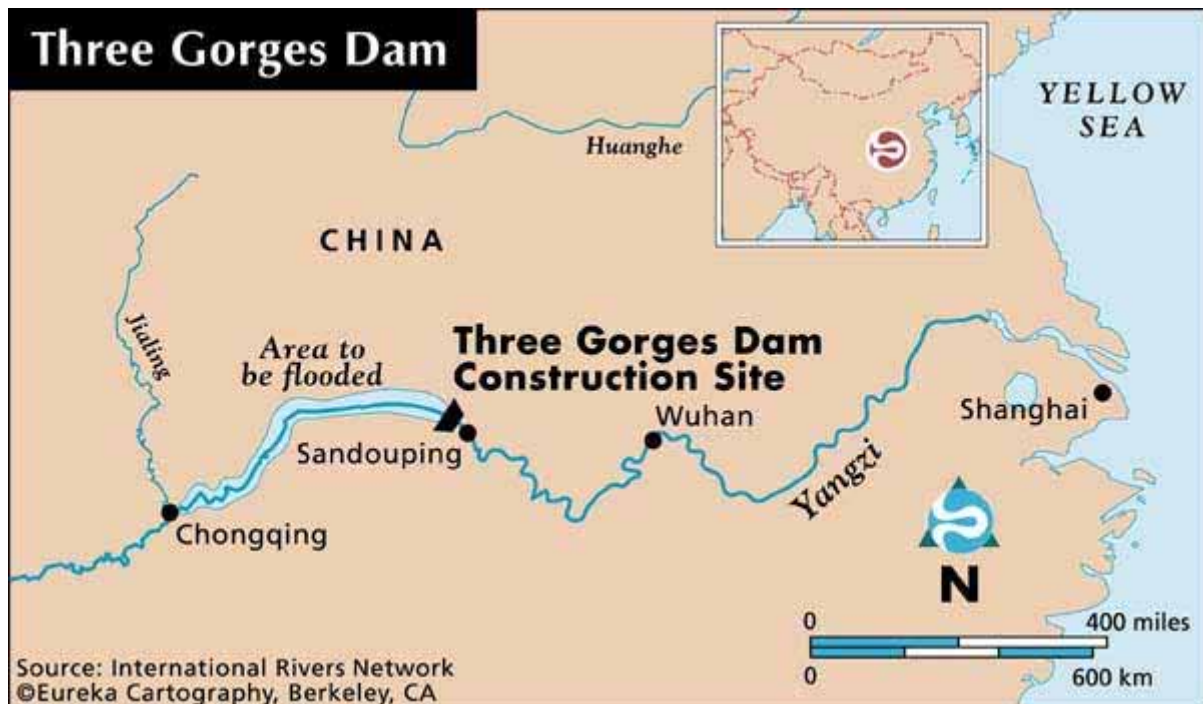 Three Gorges Dam
YELLOW
SEA
Huanghe
CHINA
Jialing
Area to
be flooded
Three Gorges Dam
Construction Site
Wuhan
Shanghai
Sandouping
Yangzi
Chongqing
N
0
400 miles
0
600 km
Source: International Rivers Network
©Eureka Cartography, Berkeley, CA